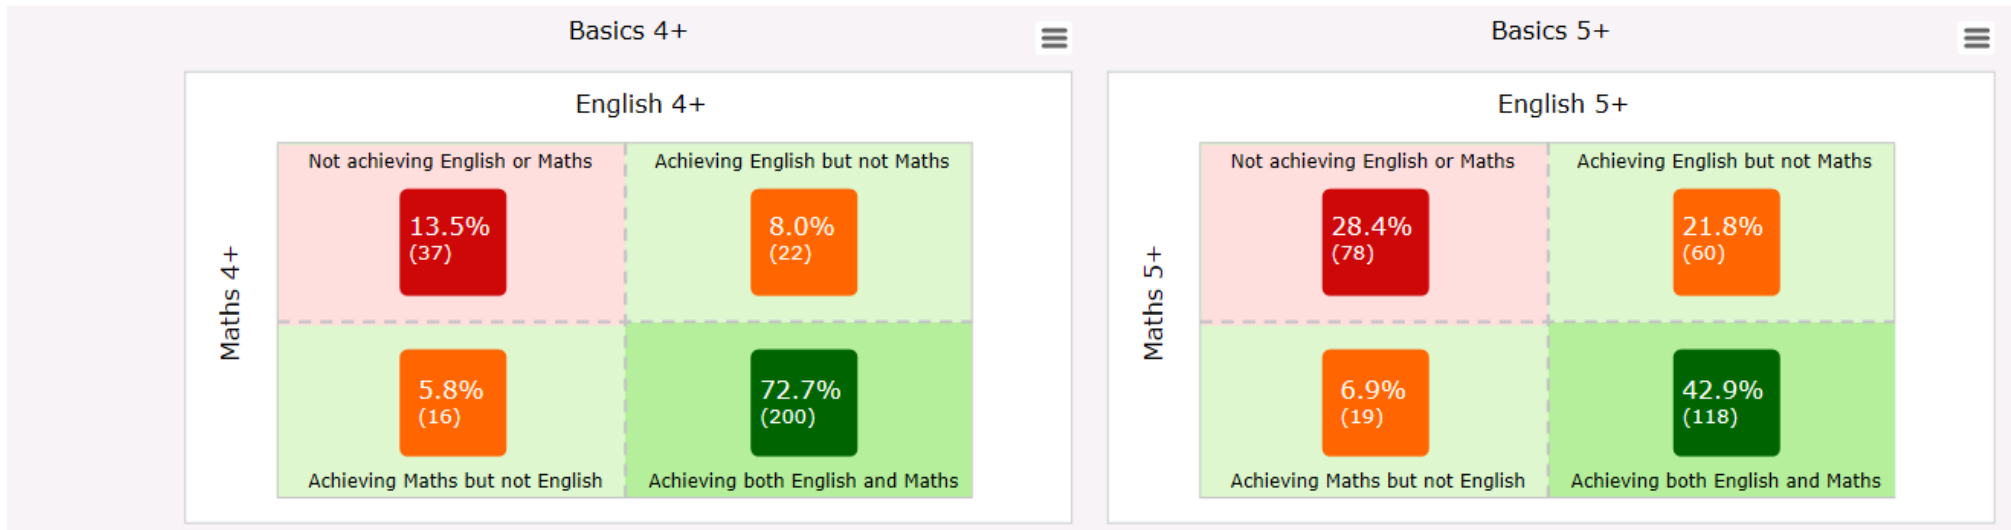 Basics 4+
English 4+
Maths 4+
Not achieving English or Maths
13.5%
(37)
Achieving English but not Maths
8.0%
(22)
5.8%
(16)
Achieving Maths but not English
72.7%
(200)
Achieving both English and Maths
Basics 5+
English 5+
Maths 5+
Not achieving English or Maths
28.4%
(78)
Achieving English but not Maths
21.8%
(60)
6.9%
(19)
Achieving Maths but not English
42.9%
(118)
Achieving both English and Maths